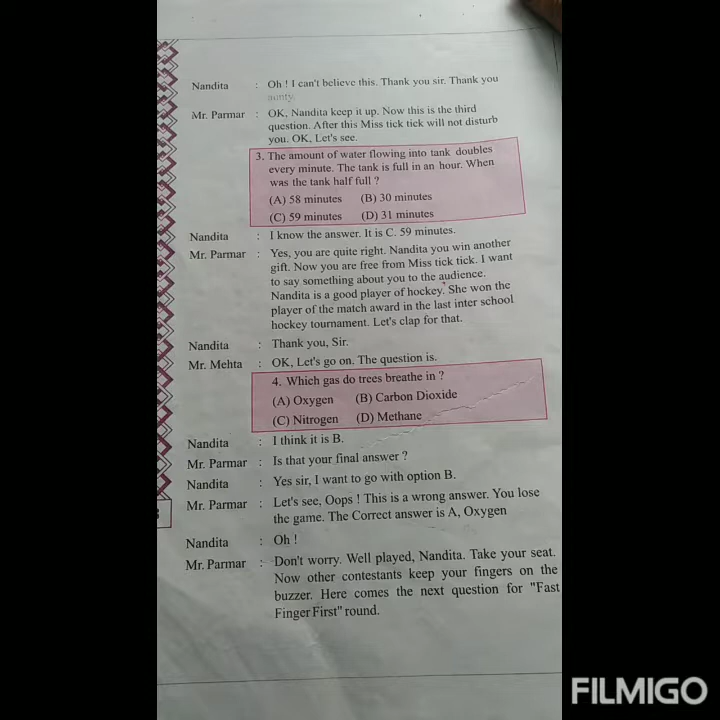 Nandita : Oh ! I can't believe this. Thank you sir. Thank you
aunty.
Mr. Parmar : OK, Nandita keep it up. Now this is the third
question. After this Miss tick tick will not disturb
you. OK, Let's see.
3. The amount of water flowing into tank doubles
every minute. The tank is full in an hour. When
was the tank half full ?
(A) 58 minutes (B) 30 minutes
(C) 59 minutes (D) 31 minutes
Nandita : I know the answer. It is C. 59 minutes.
Mr. Parmar : Yes, you are quite right. Nandita you win another
gift. Now you are free from Miss tick tick. I want
to say something about you to the audience.
Nandita is a good player of hockey. She won the
player of the match award in the last inter school
hockey tournament. Let's clap for that.
Nandita : Thank you, Sir.
Mr. Mehta : OK, Let's go on. The question is.
4. Which gas do trees breathe in ?
(A) Oxygen (B) Carbon Dioxide
(C) Nitrogen (D) Methane
Nandita : I think it is B.
Mr. Parmar : Is that your final answer ?
Nandita : Yes sir, I want to go with option B.
Mr. Parmar : Let's see, Oops ! This is a wrong answer. You lose
the game. The Correct answer is A, Oxygen
Nandita : Oh !
Mr. Parmar : Don't worry. Well played, Nandita. Take your seat.
Now other contestants keep your fingers on the
buzzer. Here comes the next question for "Fast
Finger First" round.
FILMIGO